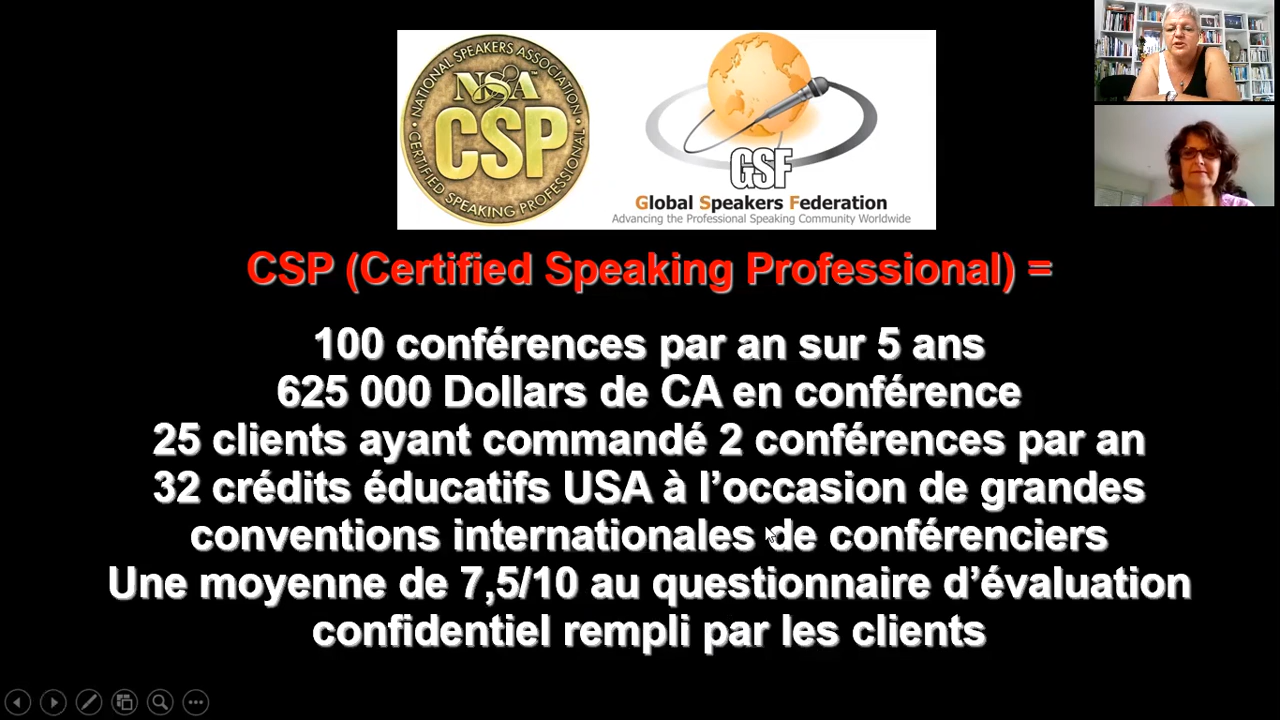 NATIONAL SPEAKERS ASSOCIATION
NSA™
CSP
CERTIFIED SPEAKING PROFESSIONAL
GSF
Global Speakers Federation
Advancing the Professional Speaking Community Worldwide
CSP (Certified Speaking Professional) =
100 conférences par an sur 5 ans
625 000 Dollars de CA en conférence
25 clients ayant commandé 2 conférences par an
32 crédits éducatifs USA à l’occasion de grandes
conventions internationales de conférenciers
Une moyenne de 7,5/10 au questionnaire d’évaluation
confidentiel rempli par les clients